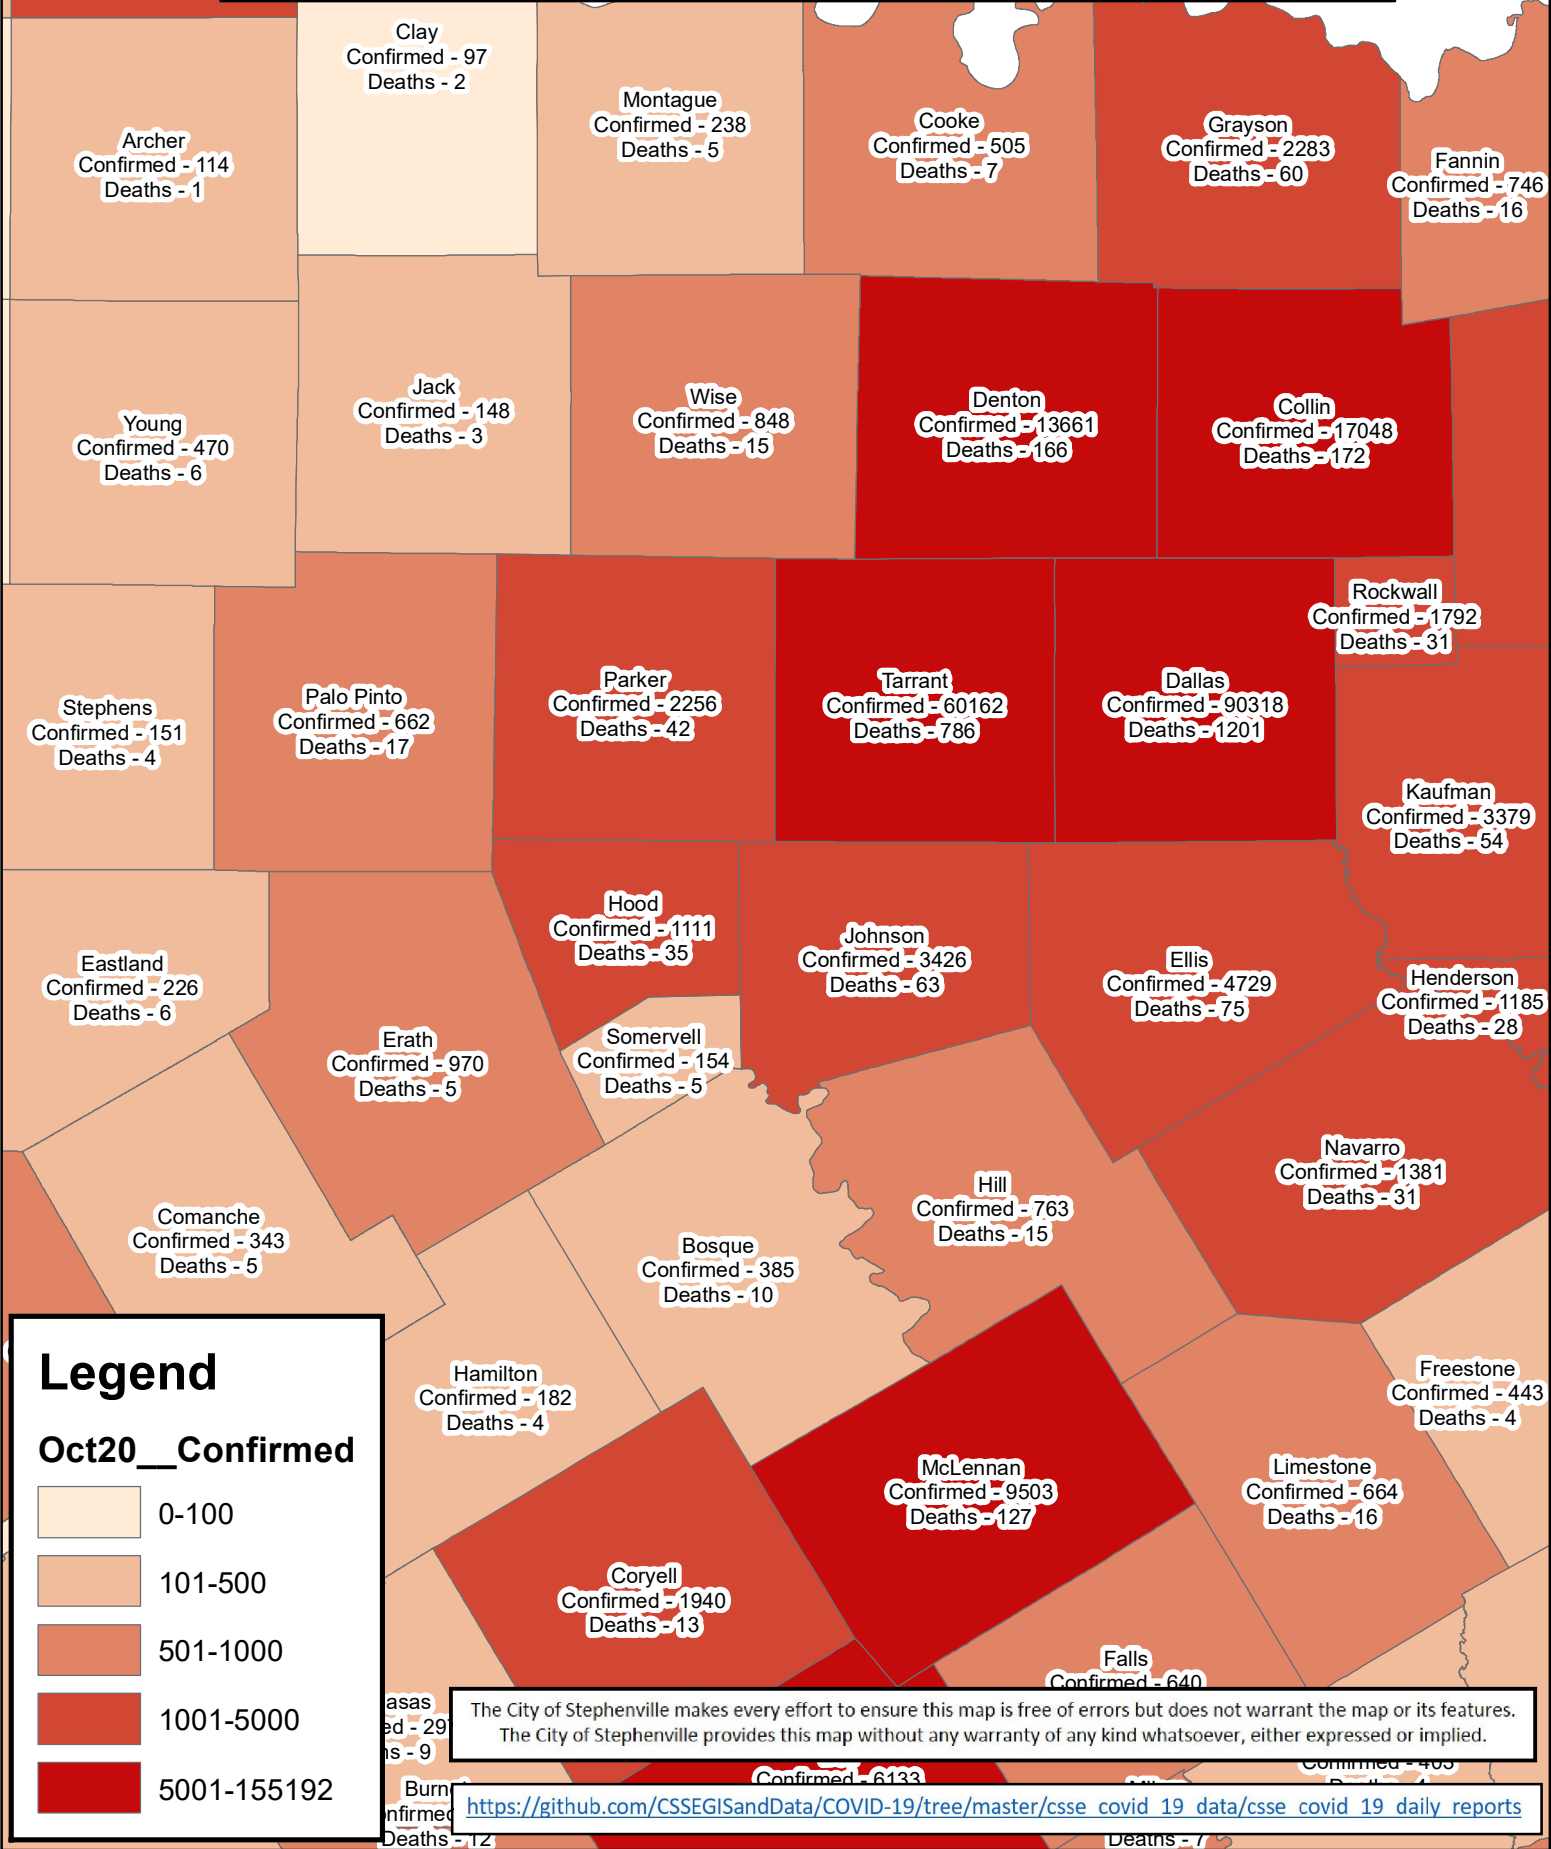 Clay
Confirmed - 97
Deaths - 2
Montague
Confirmed - 238
Deaths - 5
Cooke
Confirmed - 505
Deaths - 7
Grayson
Confirmed - 2283
Deaths - 60
Archer
Confirmed - 114
Deaths - 1
Fannin
Confirmed - 746
Deaths - 16
Jack
Confirmed - 148
Deaths - 3
Wise
Confirmed - 848
Deaths - 15
Denton
Confirmed - 13661
Deaths - 166
Collin
Confirmed - 17048
Deaths - 172
Young
Confirmed - 470
Deaths - 6
Rockwall
Confirmed - 1792
Deaths - 31
Stephens
Confirmed - 151
Deaths - 4
Palo Pinto
Confirmed - 662
Deaths - 17
Parker
Confirmed - 2256
Deaths - 42
Tarrant
Confirmed - 60162
Deaths - 786
Dallas
Confirmed - 90318
Deaths - 1201
Kaufman
Confirmed - 3379
Deaths - 54
Hood
Confirmed - 1111
Deaths - 35
Johnson
Confirmed - 3426
Deaths - 63
Ellis
Confirmed - 4729
Deaths - 75
Henderson
Confirmed - 1185
Deaths - 28
Eastland
Confirmed - 226
Deaths - 6
Erath
Confirmed - 970
Deaths - 5
Somervell
Confirmed - 154
Deaths - 5
Navarro
Confirmed - 1381
Deaths - 31
Comanche
Confirmed - 343
Deaths - 5
Bosque
Confirmed - 385
Deaths - 10
Hill
Confirmed - 763
Deaths - 15
Hamilton
Confirmed - 182
Deaths - 4
Freestone
Confirmed - 443
Deaths - 4
McLennan
Confirmed - 9503
Deaths - 127
Limestone
Confirmed - 664
Deaths - 16
Coryell
Confirmed - 1940
Deaths - 13
Falls
Confirmed - 640
asas
ed - 297
hs - 9
Confirmed - 6133
Confirmed - 403
Burn
nfirmed
Deaths - 12
Deaths - 7
Legend
Oct20__Confirmed
0-100
101-500
501-1000
1001-5000
5001-155192
The City of Stephenville makes every effort to ensure this map is free of errors but does not warrant the map or its features.
The City of Stephenville provides this map without any warranty of any kind whatsoever, either expressed or implied.
https://github.com/CSSEGISandData/COVID-19/tree/master/csse_covid_19_data/csse_covid_19_daily_reports